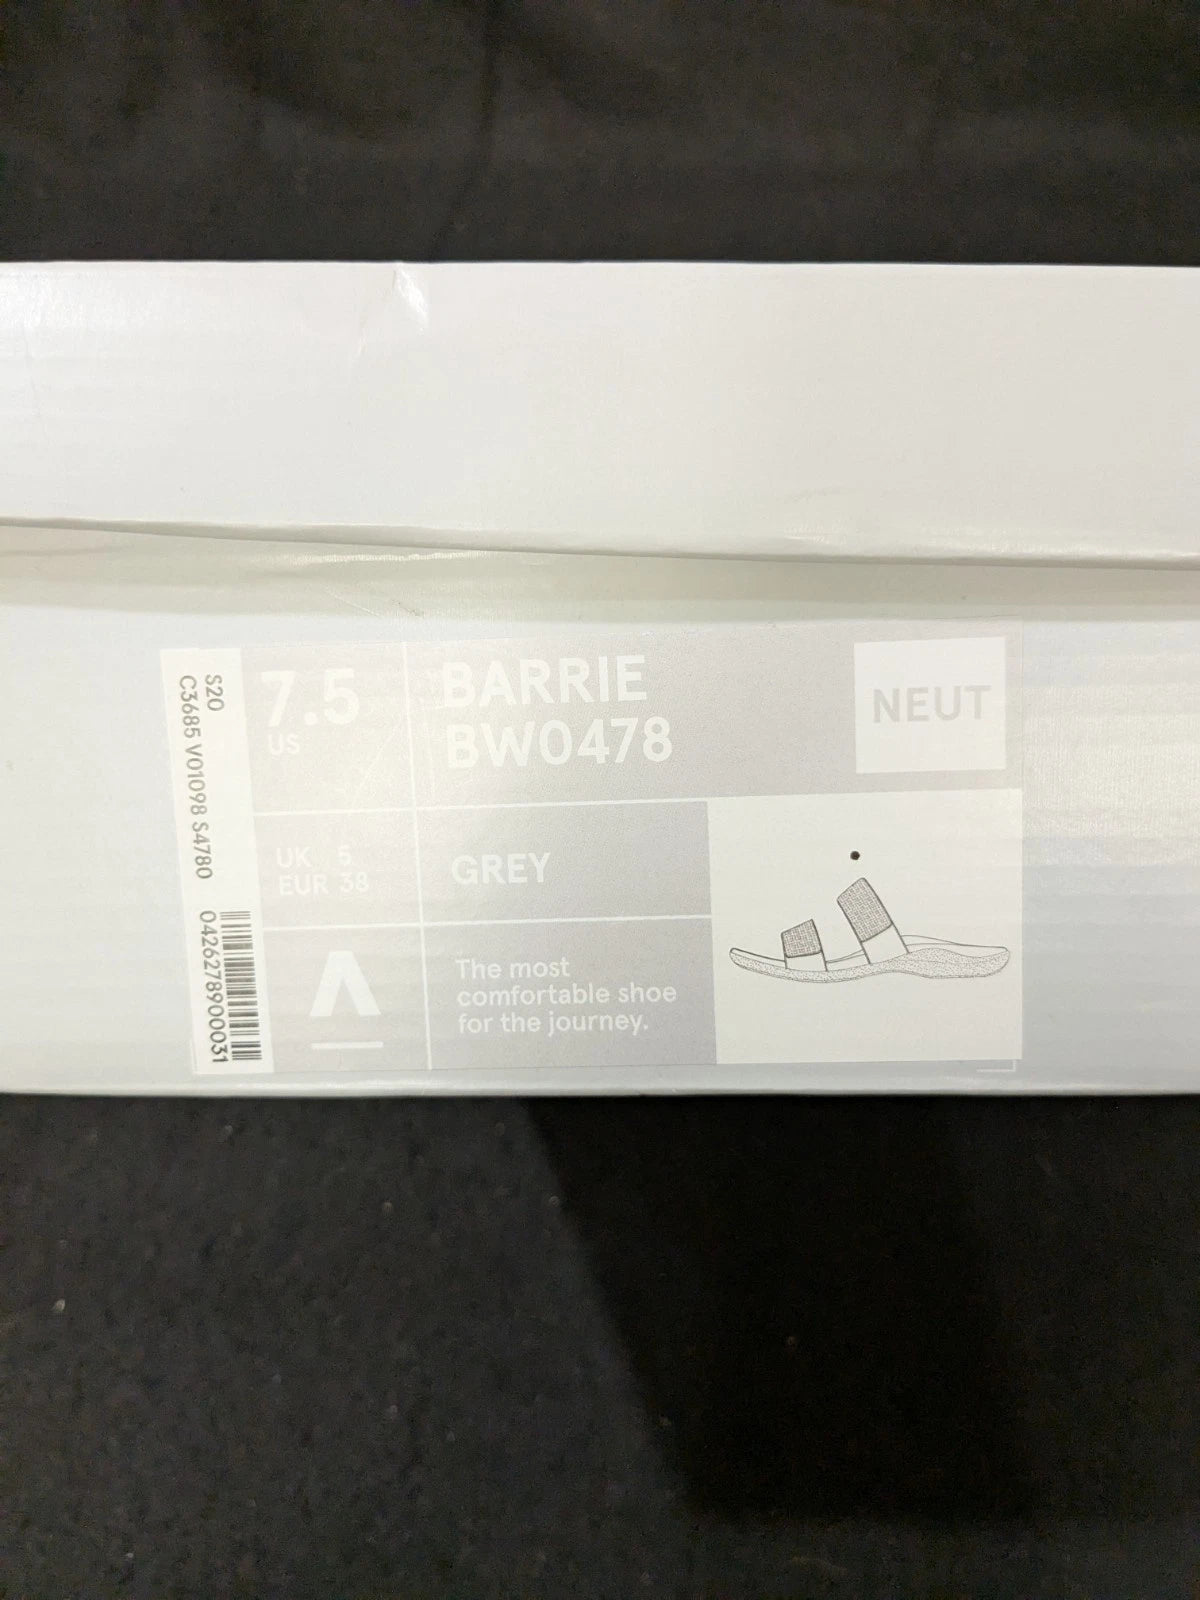 S20
C3685 V01098 S4780
042627890031
7.5
US
BARRIE
BW0478
NEUT
UK 5
EUR 38
GREY
The most
comfortable shoe
for the journey.